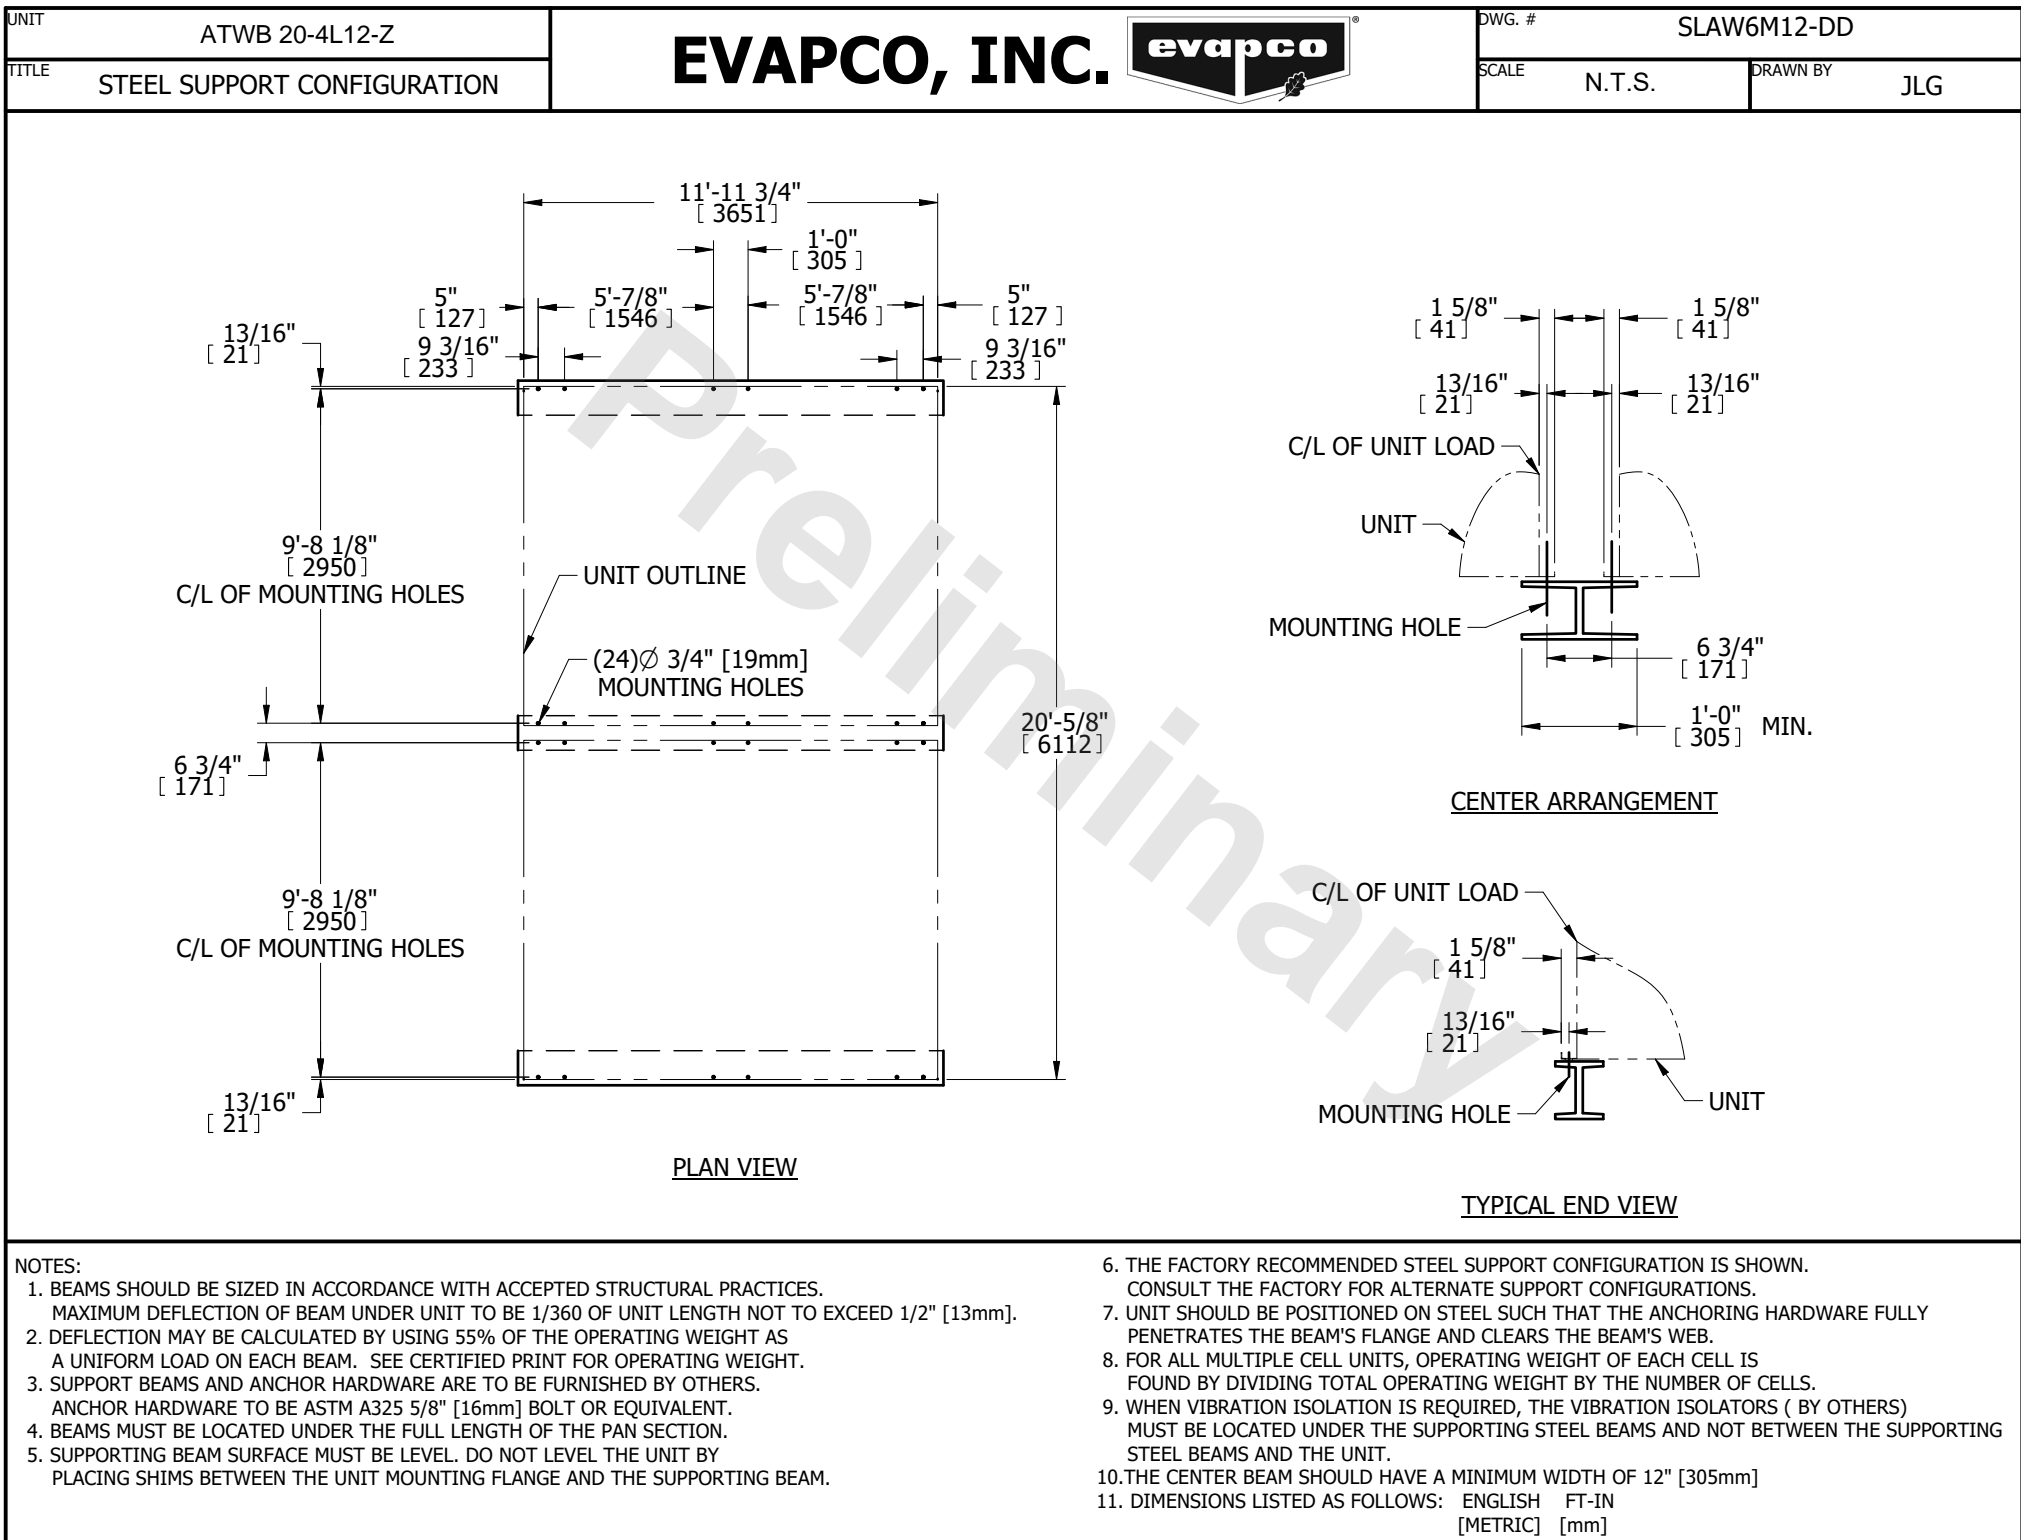 UNIT
ATWB 20-4L12-Z
TITLE
STEEL SUPPORT CONFIGURATION
EVAPCO, INC.
evapco
®
DWG. #
SLAW6M12-DD
SCALE
N.T.S.
DRAWN BY
JLG
11'-11 3/4"
[ 3651]
1'-0"
[ 305 ]
5"
[ 127]
5'-7/8"
[ 1546 ]
5'-7/8"
[ 1546 ]
5"
[ 127 ]
13/16"
[ 21]
9 3/16"
[ 233 ]
9 3/16"
[ 233 ]
9'-8 1/8"
[ 2950]
C/L OF MOUNTING HOLES
UNIT OUTLINE
(24)Ø 3/4" [19mm]
MOUNTING HOLES
20'-5/8"
[ 6112]
6 3/4"
[ 171]
9'-8 1/8"
[ 2950]
C/L OF MOUNTING HOLES
13/16"
[ 21]
PLAN VIEW
Preliminary
1 5/8"
[ 41]
1 5/8"
[ 41]
13/16"
[ 21]
13/16"
[ 21]
C/L OF UNIT LOAD
UNIT
MOUNTING HOLE
6 3/4"
[ 171]
1'-0"
[ 305] MIN.
CENTER ARRANGEMENT
C/L OF UNIT LOAD
1 5/8"
[ 41]
13/16"
[ 21]
MOUNTING HOLE
UNIT
TYPICAL END VIEW
NOTES:
1. BEAMS SHOULD BE SIZED IN ACCORDANCE WITH ACCEPTED STRUCTURAL PRACTICES.
MAXIMUM DEFLECTION OF BEAM UNDER UNIT TO BE 1/360 OF UNIT LENGTH NOT TO EXCEED 1/2" [13mm].
2. DEFLECTION MAY BE CALCULATED BY USING 55% OF THE OPERATING WEIGHT AS
A UNIFORM LOAD ON EACH BEAM. SEE CERTIFIED PRINT FOR OPERATING WEIGHT.
3. SUPPORT BEAMS AND ANCHOR HARDWARE ARE TO BE FURNISHED BY OTHERS.
ANCHOR HARDWARE TO BE ASTM A325 5/8" [16mm] BOLT OR EQUIVALENT.
4. BEAMS MUST BE LOCATED UNDER THE FULL LENGTH OF THE PAN SECTION.
5. SUPPORTING BEAM SURFACE MUST BE LEVEL. DO NOT LEVEL THE UNIT BY
PLACING SHIMS BETWEEN THE UNIT MOUNTING FLANGE AND THE SUPPORTING BEAM.
6. THE FACTORY RECOMMENDED STEEL SUPPORT CONFIGURATION IS SHOWN.
CONSULT THE FACTORY FOR ALTERNATE SUPPORT CONFIGURATIONS.
7. UNIT SHOULD BE POSITIONED ON STEEL SUCH THAT THE ANCHORING HARDWARE FULLY
PENETRATES THE BEAM'S FLANGE AND CLEARS THE BEAM'S WEB.
8. FOR ALL MULTIPLE CELL UNITS, OPERATING WEIGHT OF EACH CELL IS
FOUND BY DIVIDING TOTAL OPERATING WEIGHT BY THE NUMBER OF CELLS.
9. WHEN VIBRATION ISOLATION IS REQUIRED, THE VIBRATION ISOLATORS ( BY OTHERS)
MUST BE LOCATED UNDER THE SUPPORTING STEEL BEAMS AND NOT BETWEEN THE SUPPORTING
STEEL BEAMS AND THE UNIT.
10.THE CENTER BEAM SHOULD HAVE A MINIMUM WIDTH OF 12" [305mm]
11. DIMENSIONS LISTED AS FOLLOWS: ENGLISH FT-IN
[METRIC] [mm]